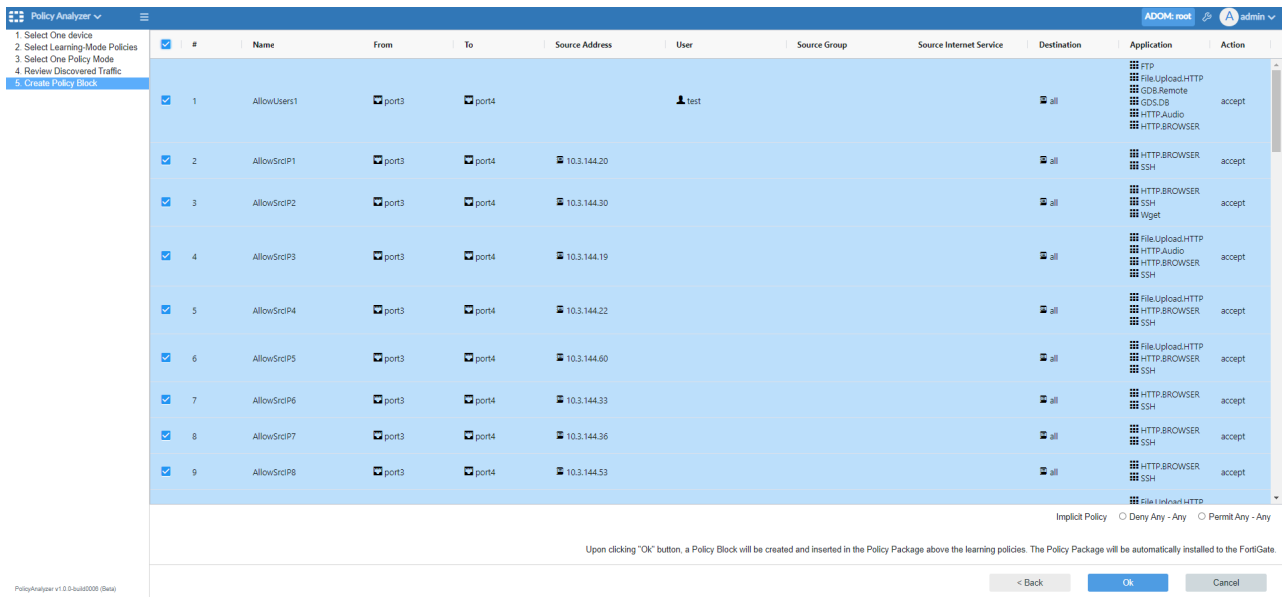 Policy Analyzer
ADOM: root
A admin
1. Select One device
2. Select Learning-Mode Policies
3. Select One Policy Mode
4. Review Discovered Traffic
5. Create Policy Block
# Name From To Source Address User Source Group Source Internet Service Destination Application Action
FTP
File.Upload.HTTP
GDB.Remote
1 AllowUsers1 port3 port4 test all GDS.DB accept
HTTP.Audio
HTTP.BROWSER
2 AllowSrcIP1 port3 port4 10.3.144.20 all HTTP.BROWSER accept
SSH
HTTP.BROWSER
3 AllowSrcIP2 port3 port4 10.3.144.30 all SSH accept
Wget
File.Upload.HTTP
HTTP.Audio
4 AllowSrcIP3 port3 port4 10.3.144.19 all HTTP.BROWSER accept
SSH
File.Upload.HTTP
5 AllowSrcIP4 port3 port4 10.3.144.22 all HTTP.BROWSER accept
SSH
File.Upload.HTTP
6 AllowSrcIP5 port3 port4 10.3.144.60 all HTTP.BROWSER accept
SSH
7 AllowSrcIP6 port3 port4 10.3.144.33 all HTTP.BROWSER accept
SSH
8 AllowSrcIP7 port3 port4 10.3.144.36 all HTTP.BROWSER accept
SSH
9 AllowSrcIP8 port3 port4 10.3.144.53 all HTTP.BROWSER accept
SSH
File.Upload.HTTP
Implicit Policy Deny Any - Any Permit Any - Any
Upon clicking "Ok" button, a Policy Block will be created and inserted in the Policy Package above the learning policies. The Policy Package will be automatically installed to the FortiGate.
PolicyAnalyzer v1.0.0-build0006 (Beta)
< Back Ok Cancel